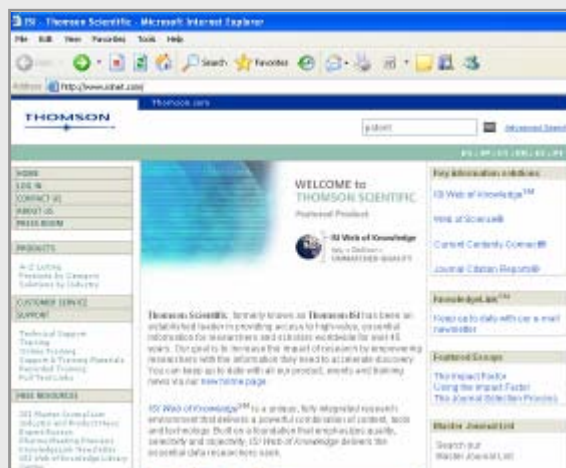 ISI - Thomson Scientific - Microsoft Internet Explorer
File Edit View Favorites Tools Help
Search Favorites
Address http://www.isinet.com/
Thomson.com
THOMSON
patent
Advanced Search
HOME
LOG IN
CONTACT US
ABOUT US
PRESS ROOM
PRODUCTS
A-Z Listing
Products by Category
Solutions by Industry
CUSTOMER SERVICE
SUPPORT
Technical Support
Training
Online Training
Support & Training Materials
Recorded Training
Full Text Links
FREE RESOURCES
WELCOME to
THOMSON SCIENTIFIC
Featured Product
ISI Web of Knowledge
UNMATCHED QUALITY
Thomson Scientific, formerly known as Thomson ISI has been an
established leader in providing access to high-value, essential
information for researchers and scholars worldwide for over 45
years. Our goal is to increase the impact of research by empowering
researchers with the information they need to accelerate discovery.
You can keep up to date with all our product, events and training
news via our new home page.
ISI Web of Knowledge℠ is a unique, fully integrated research
environment that delivers a powerful combination of content, tools
and technology. Built on a foundation that emphasizes quality,
selectivity and objectivity, ISI Web of Knowledge delivers the
essential data researchers seek.
Key information solutions
ISI Web of Knowledge℠
Web of Science®
Current Contents Connect®
Journal Citation Reports®
KnowledgeLink℠
Keep up to date with our e-mail
newsletter
Featured Essays
The Impact Factor
Using the Impact Factor
The Journal Selection Process
Master Journal List
Search our
Master Journal List